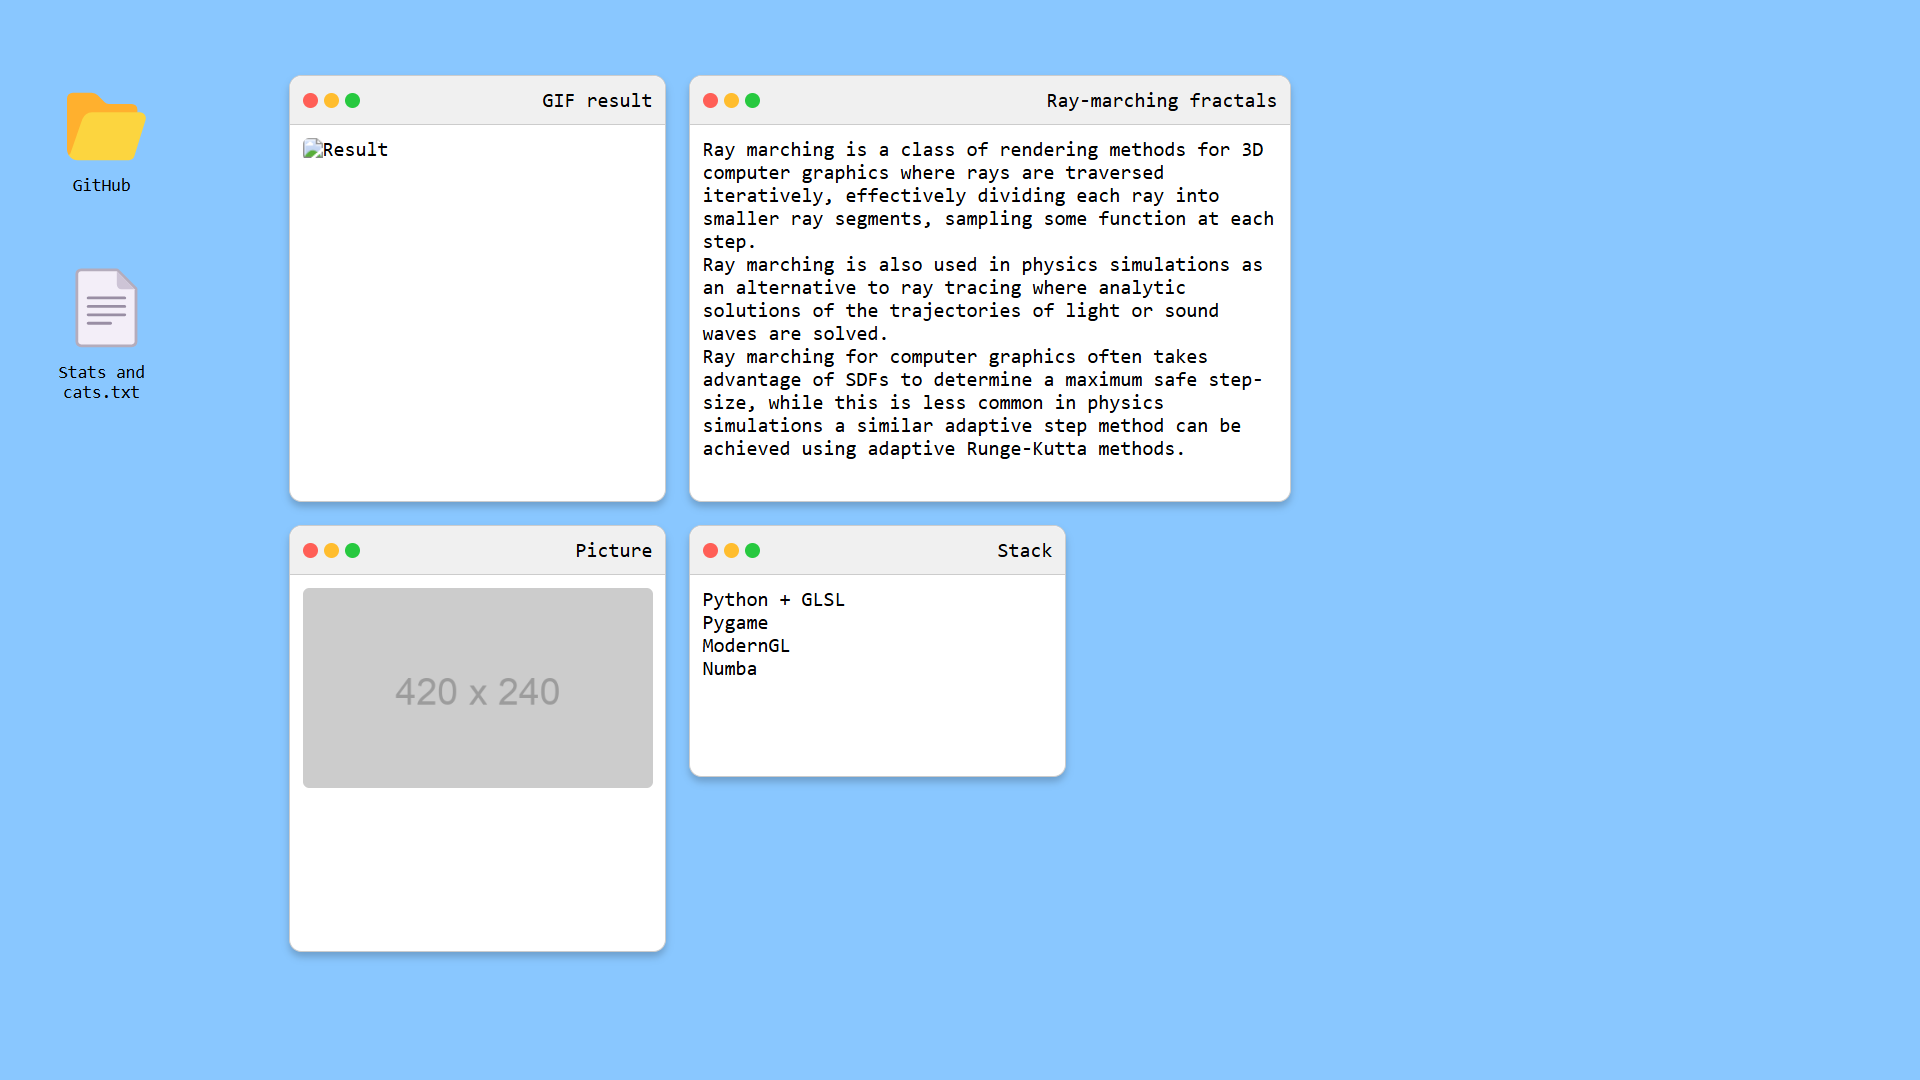 GitHub
Stats and
cats.txt
GIF result
Result
Ray-marching fractals
Ray marching is a class of rendering methods for 3D
computer graphics where rays are traversed
iteratively, effectively dividing each ray into
smaller ray segments, sampling some function at each
step.
Ray marching is also used in physics simulations as
an alternative to ray tracing where analytic
solutions of the trajectories of light or sound
waves are solved.
Ray marching for computer graphics often takes
advantage of SDFs to determine a maximum safe step-
size, while this is less common in physics
simulations a similar adaptive step method can be
achieved using adaptive Runge-Kutta methods.
Picture
420 x 240
Stack
Python + GLSL
Pygame
ModernGL
Numba